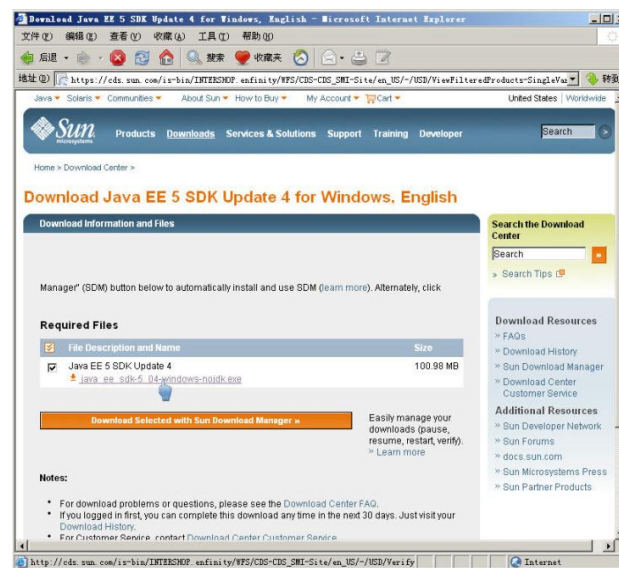 Download Java EE 5 SDK Update 4 for Windows, English - Microsoft Internet Explorer
文件(F) 编辑(E) 查看(V) 收藏(A) 工具(T) 帮助(H)
后退 搜索 收藏夹
地址(D) https://cds.sun.com/is-bin/INTERSHOP.enfinity/WFS/CDS-CDS_SMI-Site/en_US/-/USD/ViewFilteredProducts-SingleVar 转到
Java Solaris Communities About Sun How to Buy My Account Cart United States | Worldwide
Sun microsystems Products Downloads Services & Solutions Support Training Developer Search
Home > Download Center >
Download Java EE 5 SDK Update 4 for Windows, English
Download Information and Files
Manager" (SDM) button below to automatically install and use SDM (learn more). Alternately, click
Required Files
File Description and Name Size
Java EE 5 SDK Update 4 100.98 MB
java_ee_sdk-5_04-windows-nojdk.exe
Download Selected with Sun Download Manager »
Easily manage your
downloads (pause,
resume, restart, verify).
» Learn more
Notes:
• For download problems or questions, please see the Download Center FAQ.
• If you logged in first, you can complete this download any time in the next 30 days. Just visit your
Download History.
• For Customer Service, contact Download Center Customer Service
Search the Download
Center
Search
» Search Tips
Download Resources
» FAQs
» Download History
» Sun Download Manager
» Download Center
Customer Service
Additional Resources
» Sun Developer Network
» Sun Forums
» docs.sun.com
» Sun Microsystems Press
» Sun Partner Products
http://cds.sun.com/is-bin/INTERSHOP.enfinity/WFS/CDS-CDS_SMI-Site/en_US/-/USD/Verify Internet